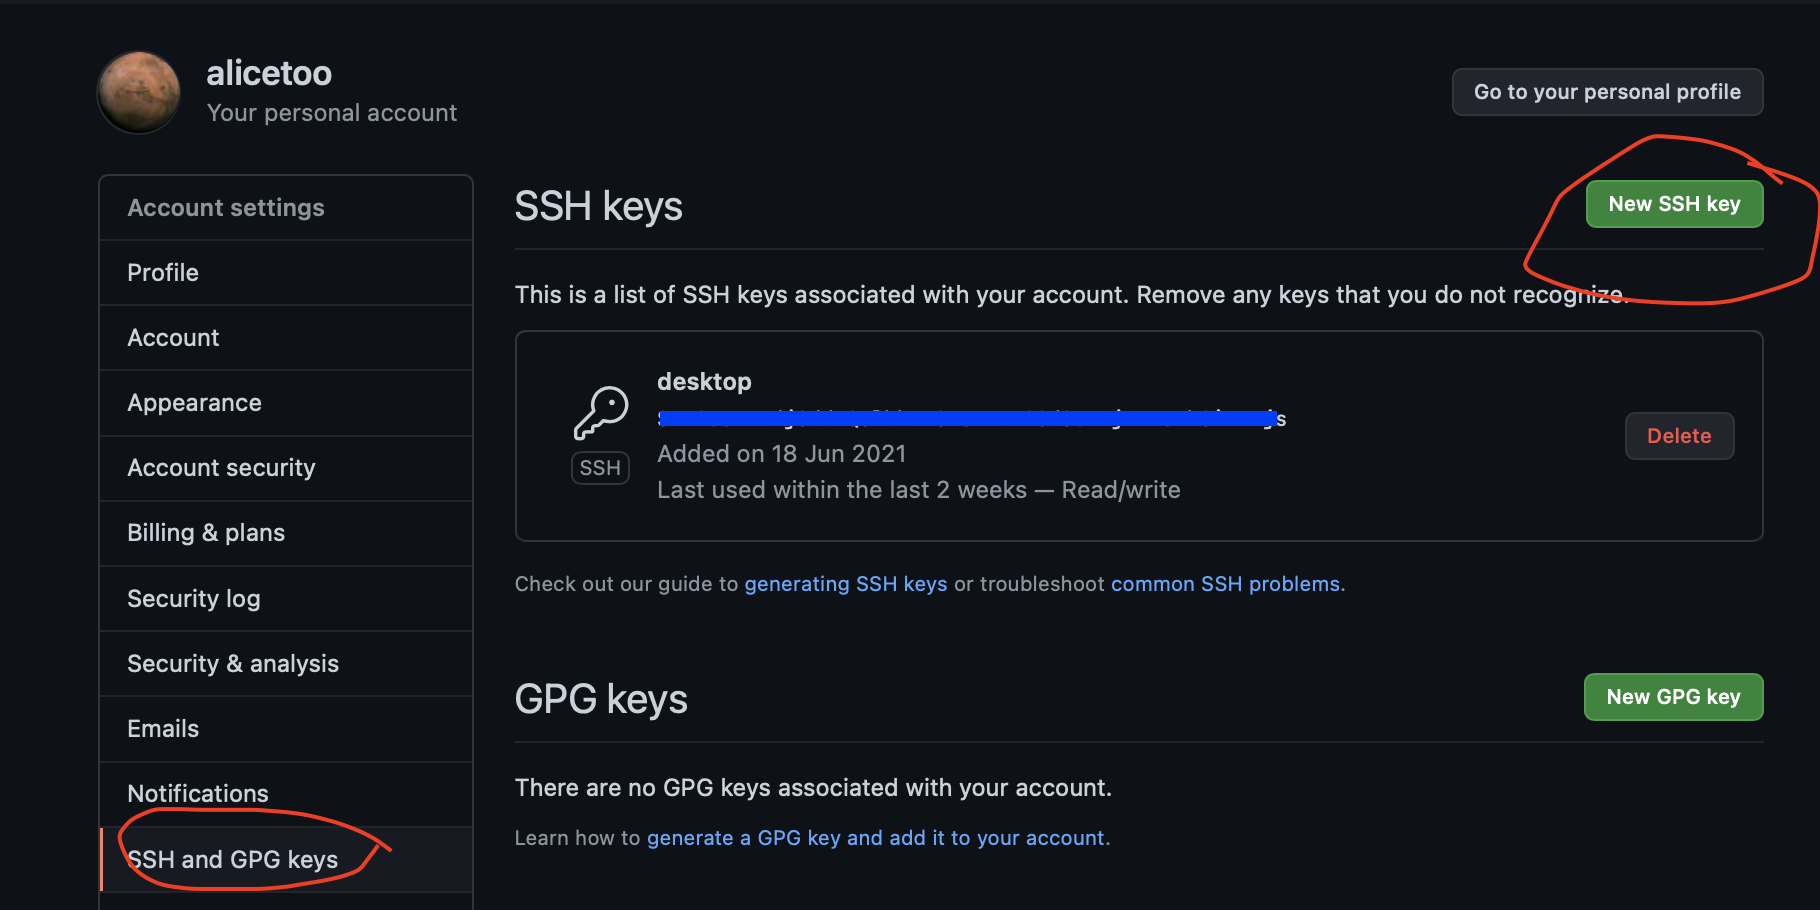 alicetoo
Your personal account
Go to your personal profile
Account settings
Profile
Account
Appearance
Account security
Billing & plans
Security log
Security & analysis
Emails
Notifications
SSH and GPG keys
SSH keys
New SSH key
This is a list of SSH keys associated with your account. Remove any keys that you do not recognize.
SSH
desktop
Added on 18 Jun 2021
Last used within the last 2 weeks — Read/write
Delete
Check out our guide to generating SSH keys or troubleshoot common SSH problems.
GPG keys
New GPG key
There are no GPG keys associated with your account.
Learn how to generate a GPG key and add it to your account.